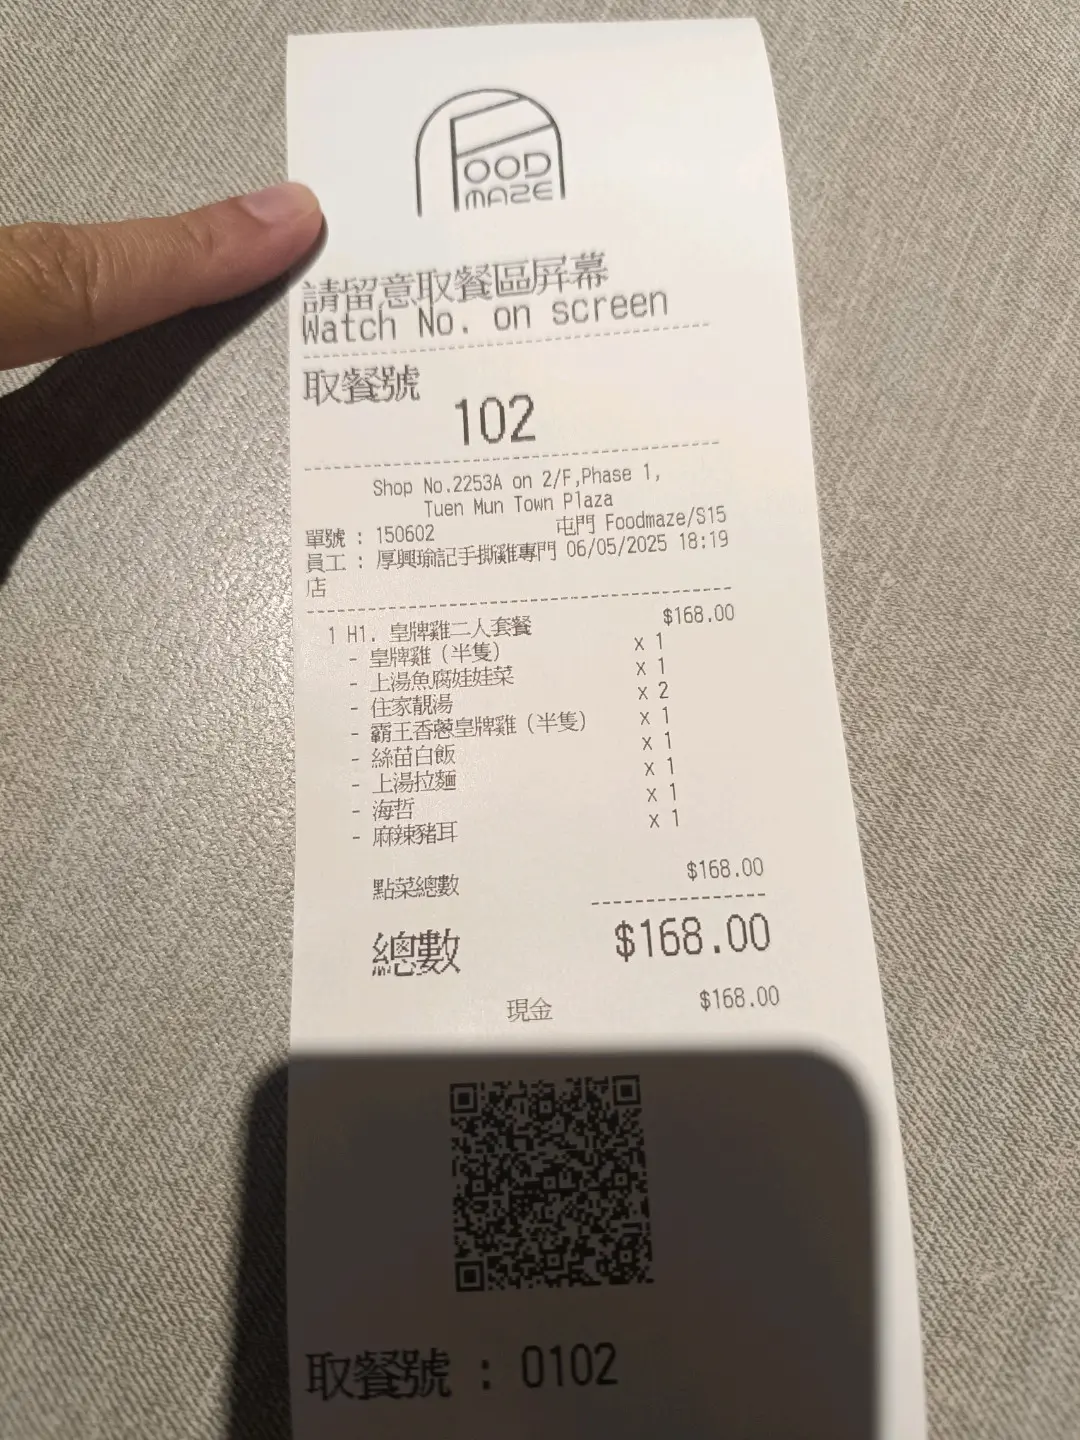 FOOD
MAZE
請留意取餐區屏幕
Watch No. on screen
取餐號
102
Shop No.2253A on 2/F,Phase 1,
Tuen Mun Town Plaza
單號 : 150602 屯門 Foodmaze/S15
員工 : 厚興瑜記手撕雞專門 06/05/2025 18:19
店
1 H1. 皇牌雞二人套餐 $168.00
- 皇牌雞（半隻） x 1
- 上湯魚腐娃娃菜 x 1
- 住家靚湯 x 2
- 霸王香蔥皇牌雞（半隻） x 1
- 絲苗白飯 x 1
- 上湯拉麵 x 1
- 海哲 x 1
- 麻辣豬耳 x 1
點菜總數 $168.00
總數 $168.00
現金 $168.00
取餐號 : 0102